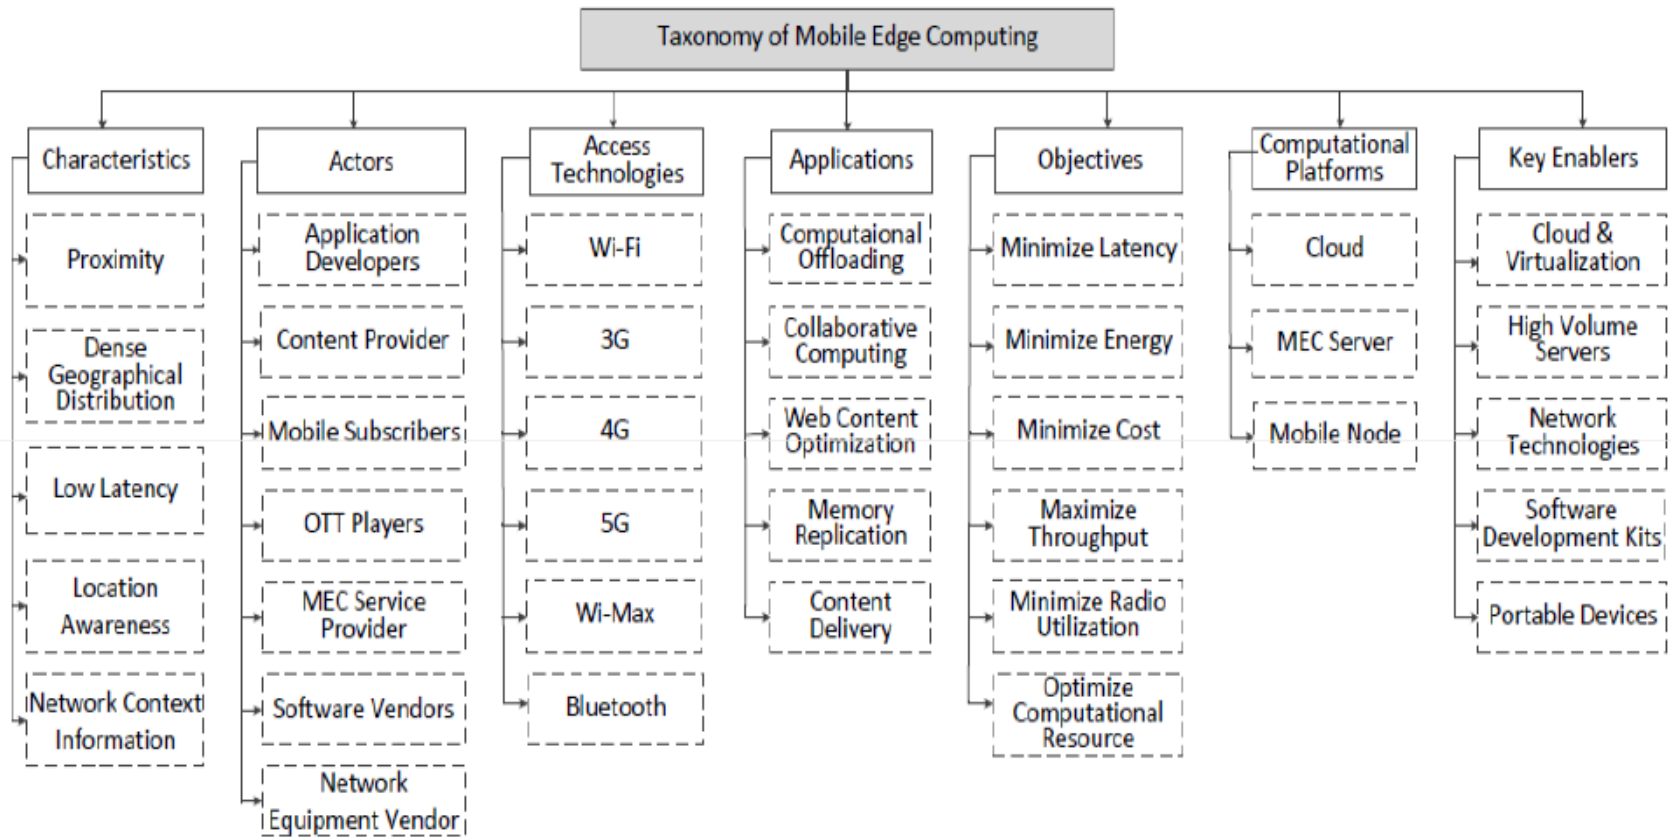 Taxonomy of Mobile Edge Computing
Characteristics
Proximity
Dense
Geographical
Distribution
Low Latency
Location
Awareness
Network Context
Information
Actors
Application
Developers
Content Provider
Mobile Subscribers
OTT Players
MEC Service
Provider
Software Vendors
Network
Equipment Vendor
Access
Technologies
Wi-Fi
3G
4G
5G
Wi-Max
Bluetooth
Applications
Computaional
Offloading
Collaborative
Computing
Web Content
Optimization
Memory
Replication
Content
Delivery
Objectives
Minimize Latency
Minimize Energy
Minimize Cost
Maximize
Throughput
Minimize Radio
Utilization
Optimize
Computational
Resource
Computational
Platforms
Cloud
MEC Server
Mobile Node
Key Enablers
Cloud &
Virtualization
High Volume
Servers
Network
Technologies
Software
Development Kits
Portable Devices